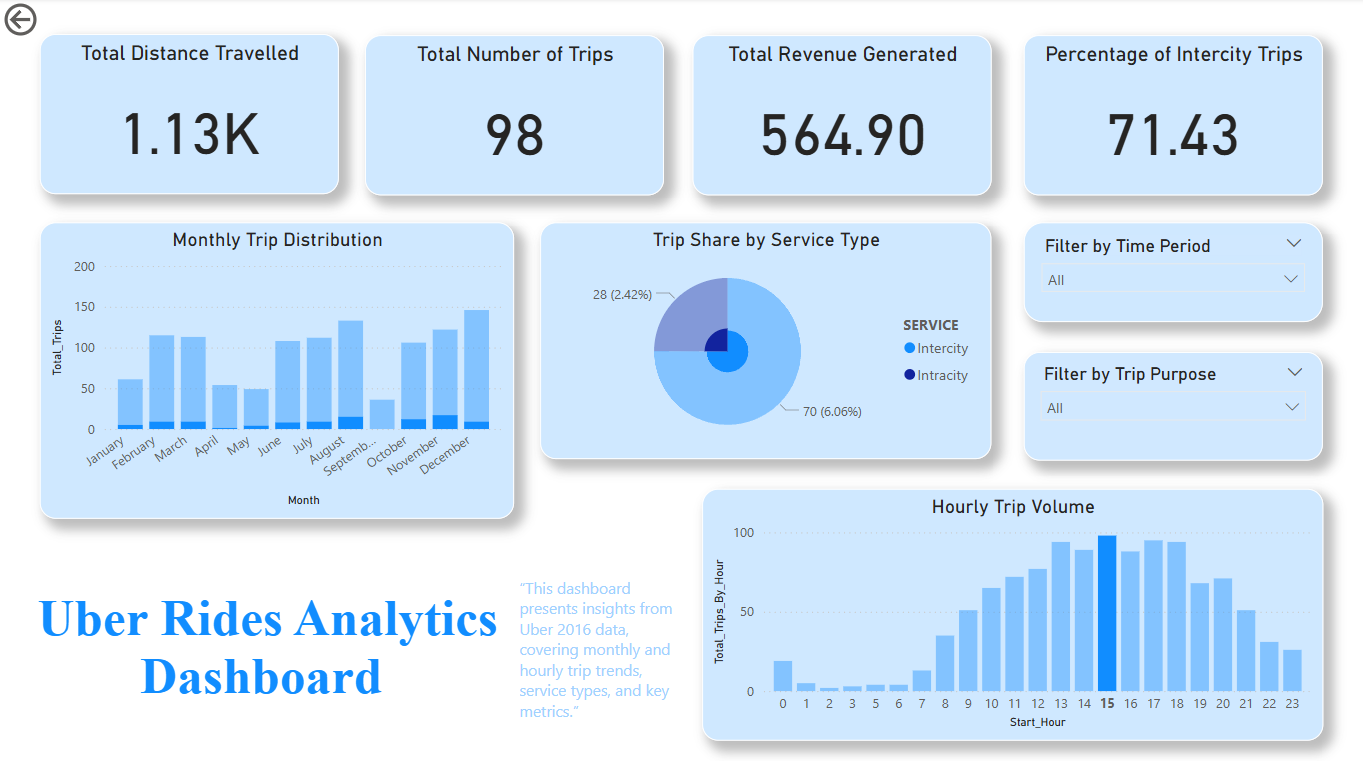 Total Distance Travelled
1.13K
Total Number of Trips
98
Total Revenue Generated
564.90
Percentage of Intercity Trips
71.43
Monthly Trip Distribution
Total_Trips
200
150
100
50
0
January
February
March
April
May
June
July
August
Septemb...
October
November
December
Month
Trip Share by Service Type
28 (2.42%)
70 (6.06%)
SERVICE
Intercity
Intracity
Filter by Time Period
All
Filter by Trip Purpose
All
Uber Rides Analytics
Dashboard
"This dashboard
presents insights from
Uber 2016 data,
covering monthly and
hourly trip trends,
service types, and key
metrics."
Hourly Trip Volume
Total_Trips_By_Hour
100
50
0
0 1 2 3 5 6 7 8 9 10 11 12 13 14 15 16 17 18 19 20 21 22 23
Start_Hour